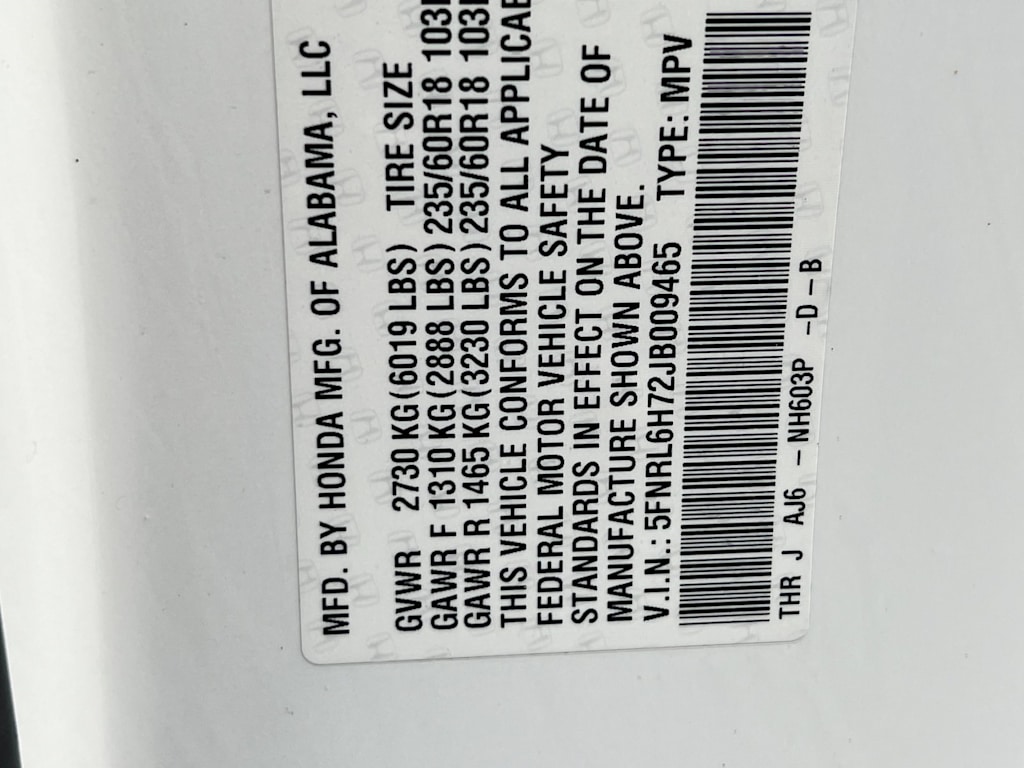 MFD. BY HONDA MFG. OF ALABAMA, LLC
GVWR 2730 KG (6019 LBS) TIRE SIZE
GAWR F 1310 KG (2888 LBS) 235/60R18 103
GAWR R 1465 KG (3230 LBS) 235/60R18 103
THIS VEHICLE CONFORMS TO ALL APPLICAB
FEDERAL MOTOR VEHICLE SAFETY
STANDARDS IN EFFECT ON THE DATE OF
MANUFACTURE SHOWN ABOVE.
V.I.N.: 5FNRL6H72JB009465 TYPE: MPV
THR J AJ6 - NH603P - D - B